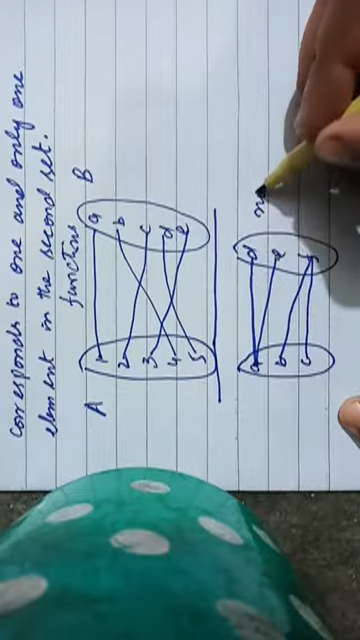 corresponds to one and only one
element in the second set.
function
A B
1 a
2 b
3 c
4 d
5 e
a d
b e
c f